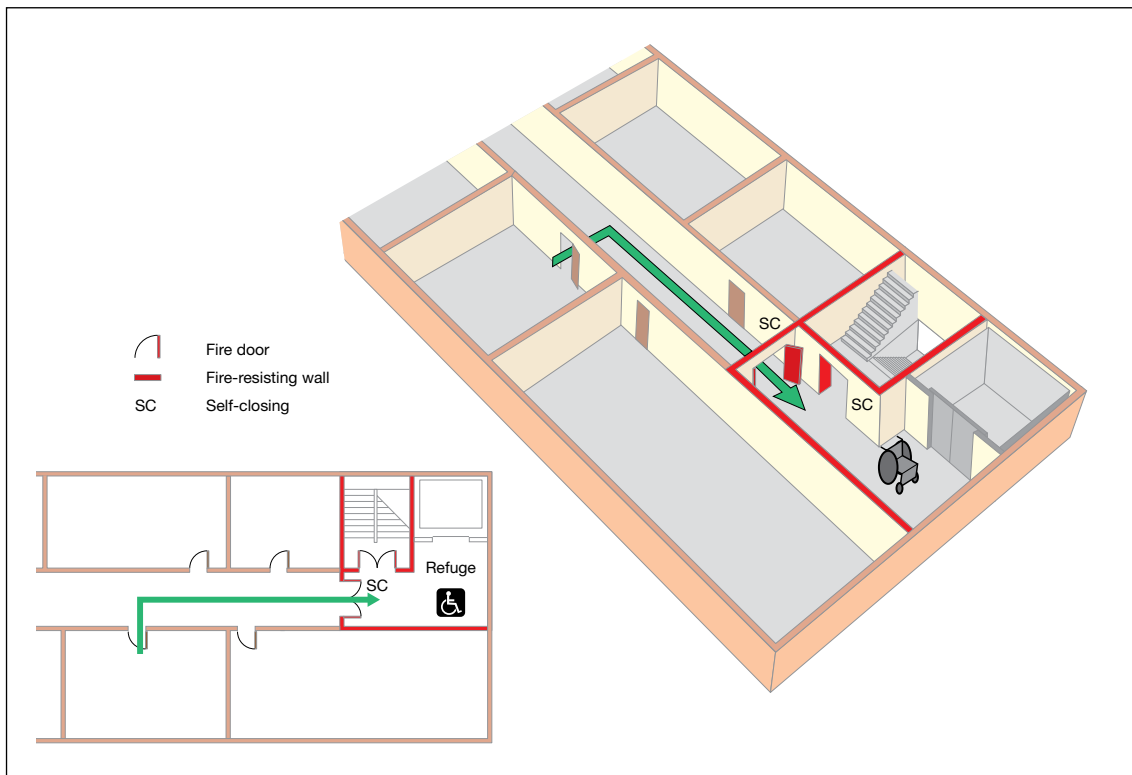 SC
SC
Fire door
Fire-resisting wall
SC Self-closing
Refuge
SC